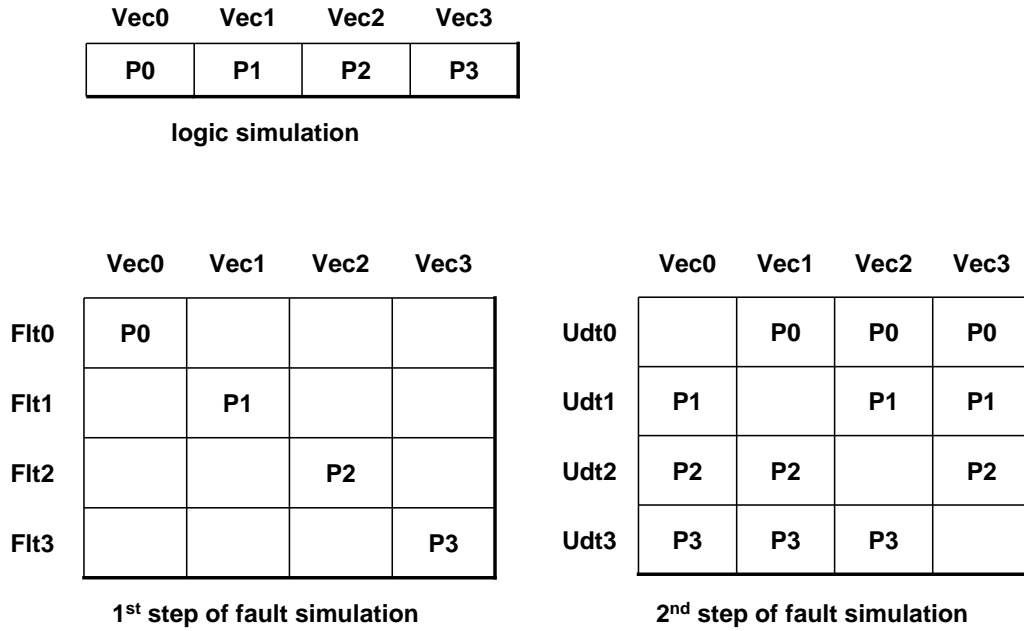 Vec0 Vec1 Vec2 Vec3
P0 P1 P2 P3
logic simulation
Vec0 Vec1 Vec2 Vec3
Flt0 P0
Flt1 P1
Flt2 P2
Flt3 P3
1st step of fault simulation
Vec0 Vec1 Vec2 Vec3
Udt0 P0 P0 P0
Udt1 P1 P1 P1
Udt2 P2 P2 P2
Udt3 P3 P3 P3
2nd step of fault simulation